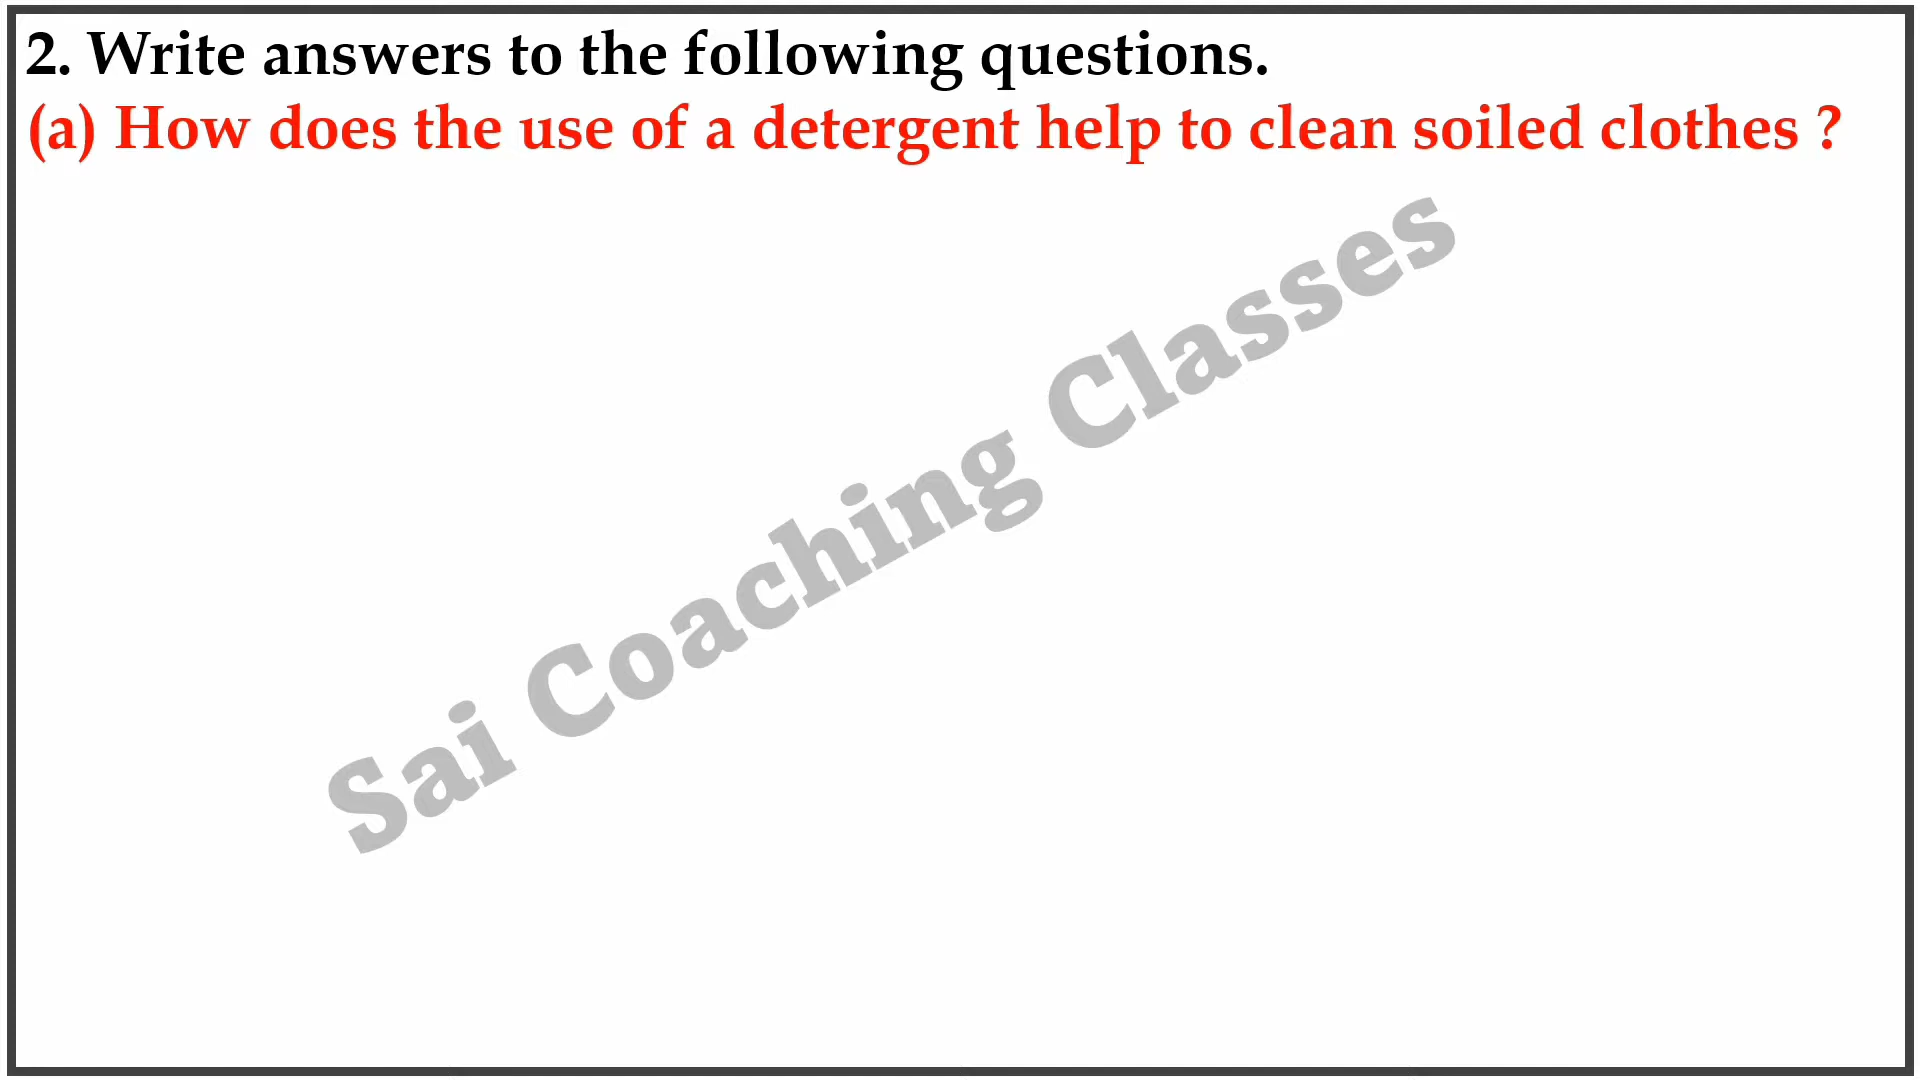 2. Write answers to the following questions.
(a) How does the use of a detergent help to clean soiled clothes ?
Sai Coaching Classes